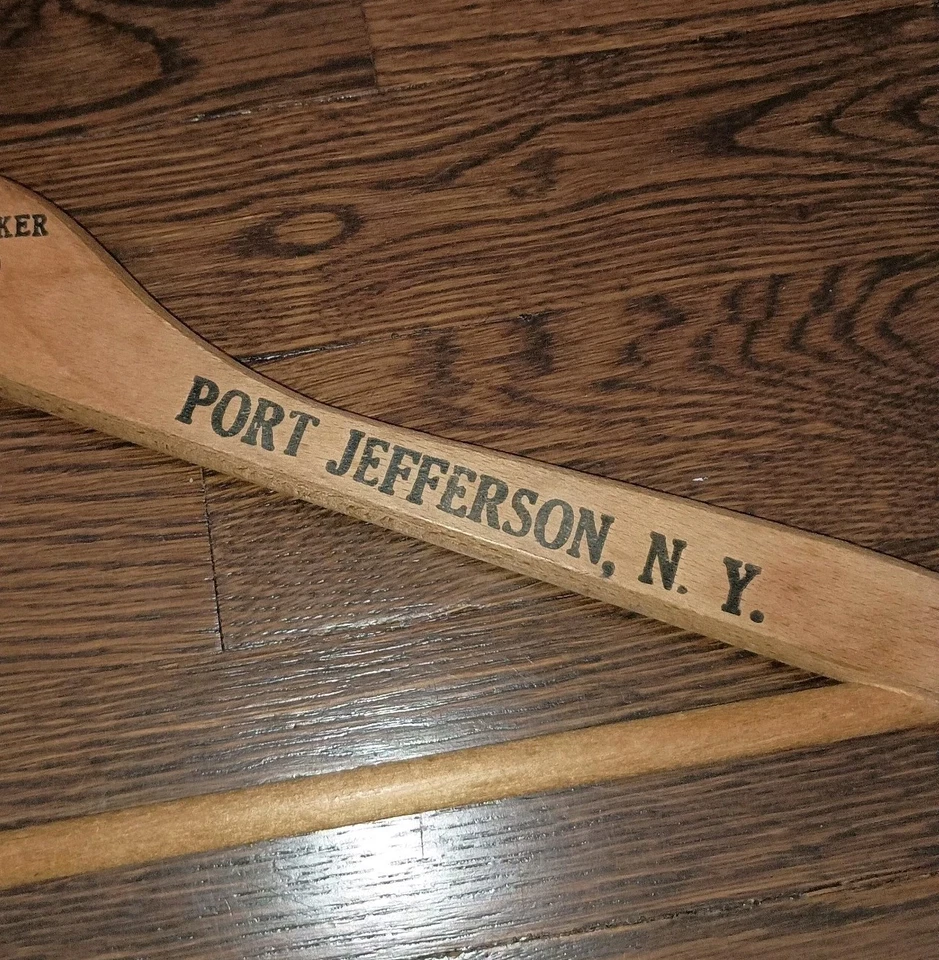 KER
PORT JEFFERSON, N. Y.